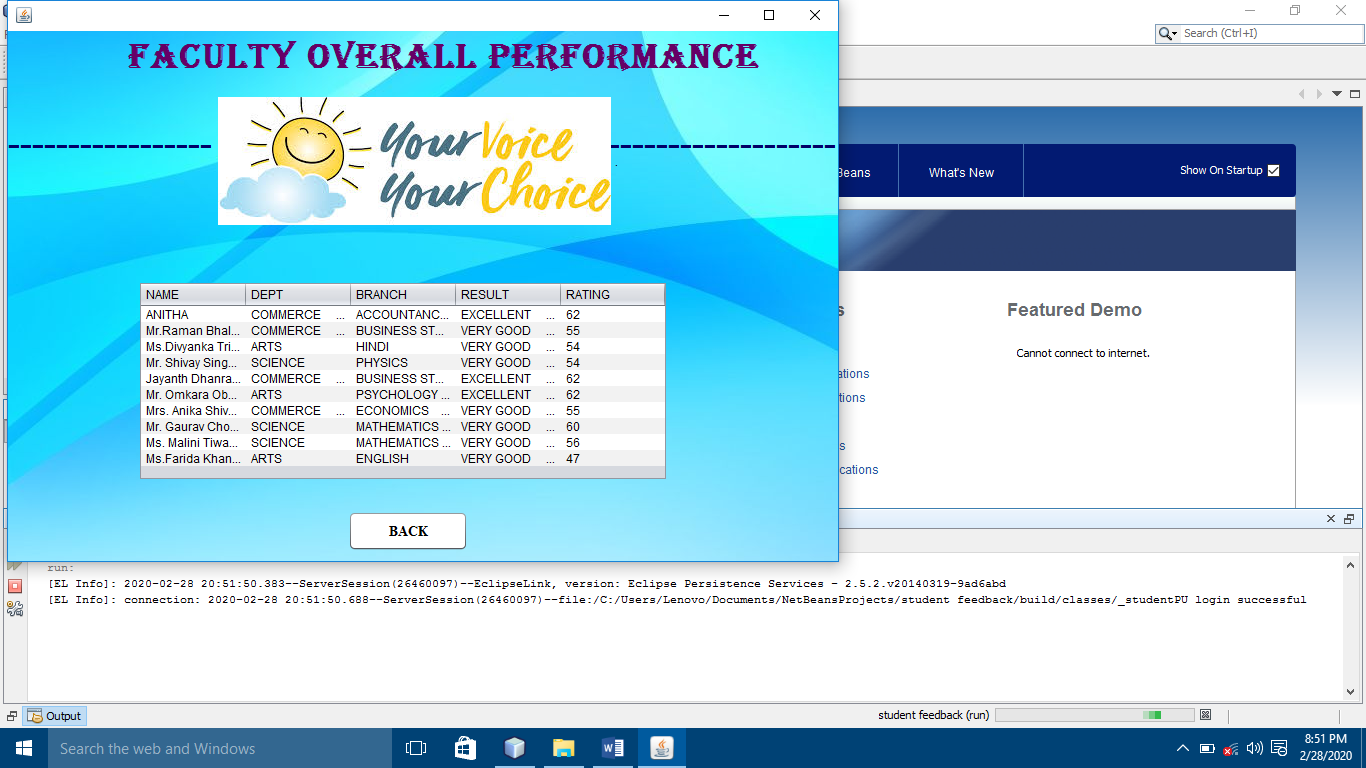 FACULTY OVERALL PERFORMANCE
Your Voice
Your Choice
NAME DEPT BRANCH RESULT RATING
ANITHA COMMERCE ... ACCOUNTANC... EXCELLENT ... 62
Mr.Raman Bhal... COMMERCE ... BUSINESS ST... VERY GOOD ... 55
Ms.Divyanka Tri... ARTS HINDI VERY GOOD ... 54
Mr. Shivay Sing... SCIENCE PHYSICS VERY GOOD ... 54
Jayanth Dhanra... COMMERCE ... BUSINESS ST... EXCELLENT ... 62
Mr. Omkara Ob... ARTS PSYCHOLOGY ... EXCELLENT ... 62
Mrs. Anika Shiv... COMMERCE ... ECONOMICS ... VERY GOOD ... 55
Mr. Gaurav Cho... SCIENCE MATHEMATICS ... VERY GOOD ... 60
Ms. Malini Tiwa... SCIENCE MATHEMATICS ... VERY GOOD ... 56
Ms.Farida Khan... ARTS ENGLISH VERY GOOD ... 47
BACK
Search (Ctrl+I)
Beans What's New Show On Startup
s Featured Demo
Cannot connect to internet.
ations
tions
s
cations
run:
[EL Info]: 2020-02-28 20:51:50.383--ServerSession(26460097)--EclipseLink, version: Eclipse Persistence Services - 2.5.2.v20140319-9ad6abd
[EL Info]: connection: 2020-02-28 20:51:50.688--ServerSession(26460097)--file:/C:/Users/Lenovo/Documents/NetBeansProjects/student feedback/build/classes/_studentPU login successful
Output student feedback (run)
Search the web and Windows
8:51 PM
2/28/2020